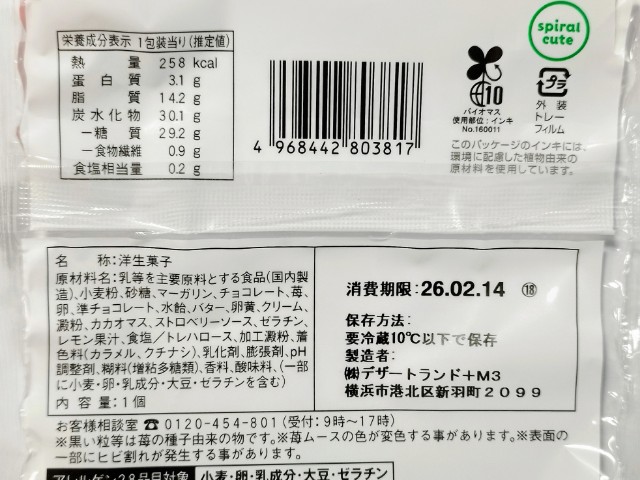 栄養成分表示 1包装当り(推定値)
熱量 258 kcal
蛋白質 3.1 g
脂質 14.2 g
炭水化物 30.1 g
―糖質 29.2 g
―食物繊維 0.9 g
食塩相当量 0.2 g
4 968442 803817
spiral
cute
10
バイオマス
使用部位:インキ
No.160011
プラ
外装
トレー
フィルム
このパッケージのインキには、
環境に配慮した植物由来の
原材料を使用しています。
名称:洋生菓子
原材料名:乳等を主要原料とする食品(国内製
造)、小麦粉、砂糖、マーガリン、チョコレート、苺、
卵、準チョコレート、水飴、バター、卵黄、クリーム、
澱粉、カカオマス、ストロベリーソース、ゼラチン、
レモン果汁、食塩/トレハロース、加工澱粉、着
色料(カラメル、クチナシ)、乳化剤、膨張剤、pH
調整剤、糊料(増粘多糖類)、香料、酸味料、(一部
に小麦・卵・乳成分・大豆・ゼラチンを含む)
内容量:1個
消費期限:26.02.14 ⑱
保存方法:
要冷蔵10℃以下で保存
製造者:
㈱デザートランド+M3
横浜市港北区新羽町2099
お客様相談室 ☎0120-454-801(受付:9時~17時)
※黒い粒等は苺の種子由来の物です。※苺ムースの色が変色する事があります。※表面の
一部にヒビ割れが発生する事があります。
アレルゲン28品目対象 小麦・卵・乳成分・大豆・ゼラチン